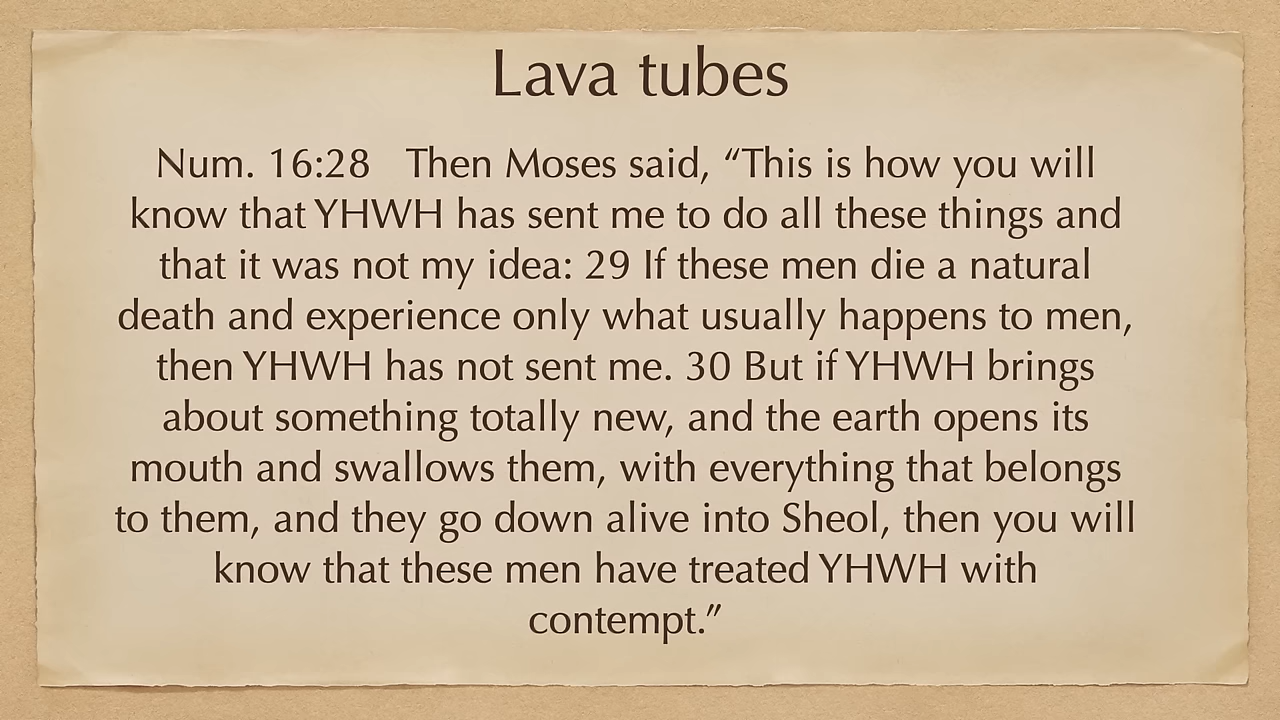 Lava tubes
Num. 16:28 Then Moses said, “This is how you will
know that YHWH has sent me to do all these things and
that it was not my idea: 29 If these men die a natural
death and experience only what usually happens to men,
then YHWH has not sent me. 30 But if YHWH brings
about something totally new, and the earth opens its
mouth and swallows them, with everything that belongs
to them, and they go down alive into Sheol, then you will
know that these men have treated YHWH with
contempt.”